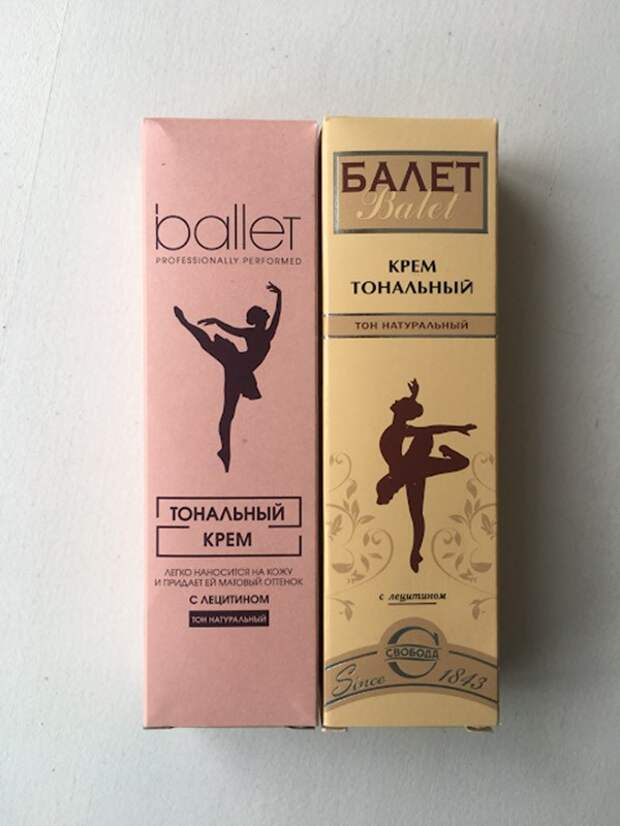 ballet
PROFESSIONALLY PERFORMED
ТОНАЛЬНЫЙ
КРЕМ
ЛЕГКО НАНОСИТСЯ НА КОЖУ
И ПРИДАЕТ ЕЙ МАТОВЫЙ ОТТЕНОК
С ЛЕЦИТИНОМ
ТОН НАТУРАЛЬНЫЙ
БАЛЕТ
Balet
КРЕМ
ТОНАЛЬНЫЙ
ТОН НАТУРАЛЬНЫЙ
с лецитином
СВОБОДА
Since 1843